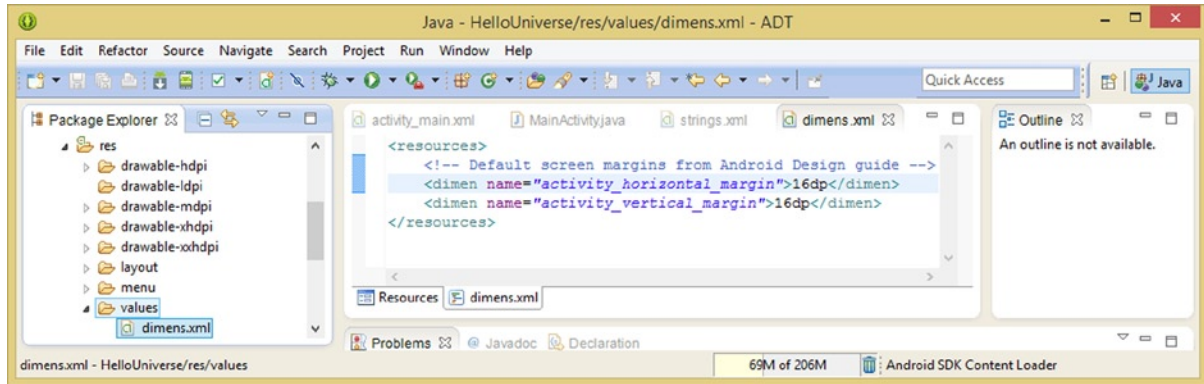 Java - HelloUniverse/res/values/dimens.xml - ADT
File Edit Refactor Source Navigate Search Project Run Window Help
Quick Access
Java
Package Explorer
res
drawable-hdpi
drawable-ldpi
drawable-mdpi
drawable-xhdpi
drawable-xxhdpi
layout
menu
values
dimens.xml
activity_main.xml MainActivity.java strings.xml dimens.xml
<resources>
<!-- Default screen margins from Android Design guide -->
<dimen name="activity_horizontal_margin">16dp</dimen>
<dimen name="activity_vertical_margin">16dp</dimen>
</resources>
Resources dimens.xml
Outline
An outline is not available.
Problems Javadoc Declaration
dimens.xml - HelloUniverse/res/values
69M of 206M
Android SDK Content Loader